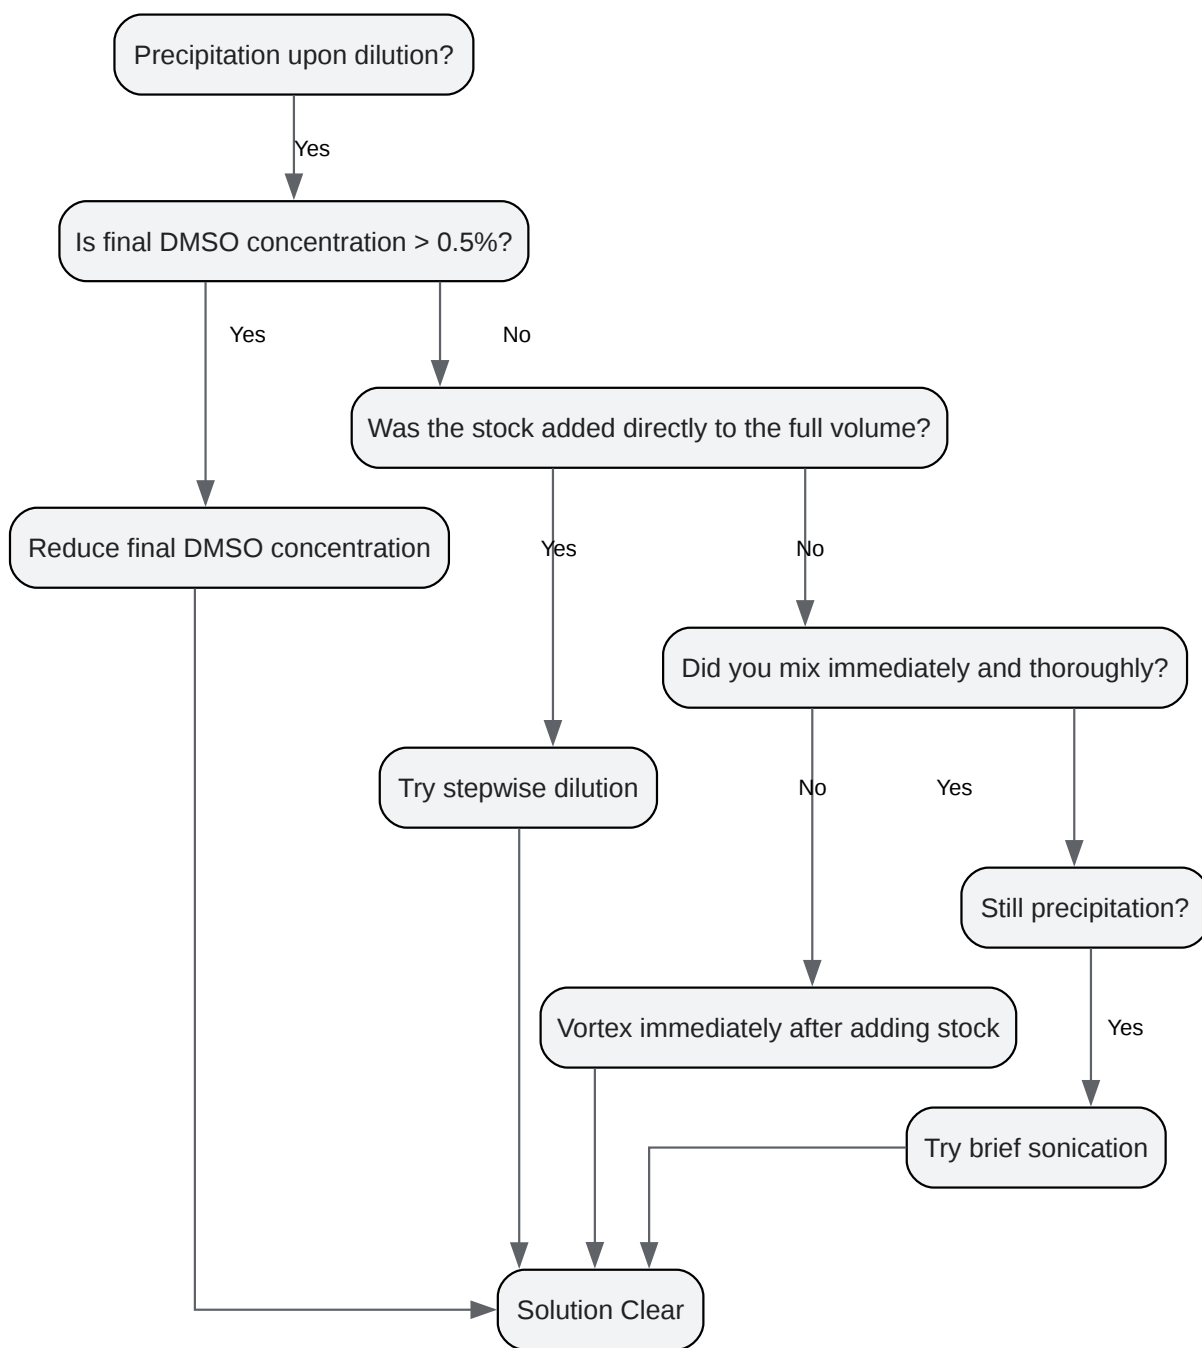 Precipitation upon dilution?
Yes
Is final DMSO concentration > 0.5%?
Yes
No
Was the stock added directly to the full volume?
Reduce final DMSO concentration
Yes
No
Did you mix immediately and thoroughly?
Try stepwise dilution
No
Yes
Still precipitation?
Vortex immediately after adding stock
Yes
Try brief sonication
Solution Clear